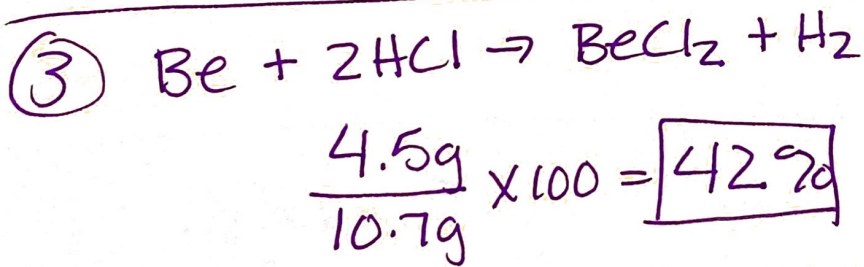 ③ Be + 2HCl → BeCl₂ + H₂
4.5g
10.7g
× 100 = 42%